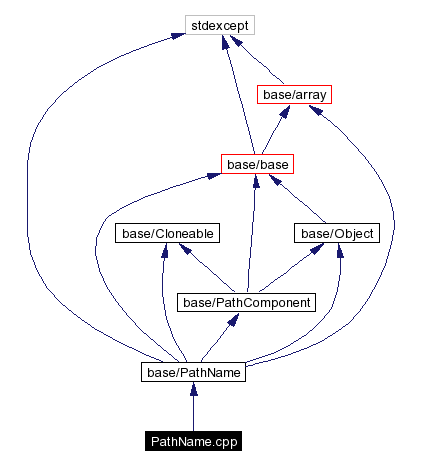 stdexcept
base/array
base/base
base/Cloneable
base/Object
base/PathComponent
base/PathName
PathName.cpp